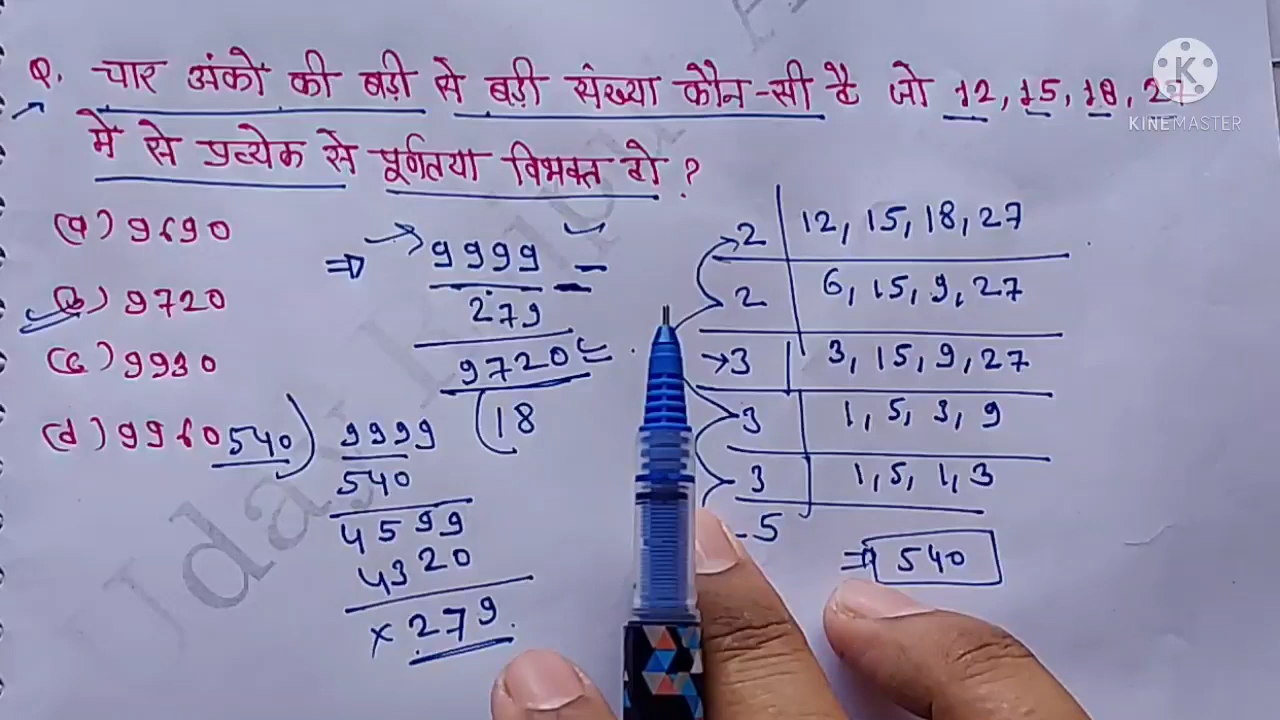 Q. चार अंको की बड़ी से बड़ी संख्या कौन-सी है जो 12, 15, 18, 27
में से प्रत्येक से पूर्णतया विभक्त हो ?
(a) 9690
(b) 9720
(c) 9930
(d) 9960
⇒ 9999 -
279
9720
(18
540) 9999
540
4599
4320
× 279
2 | 12, 15, 18, 27
2 | 6, 15, 9, 27
→3 | 3, 15, 9, 27
3 | 1, 5, 3, 9
3 | 1, 5, 1, 3
5
⇒ 540
KINEMASTER